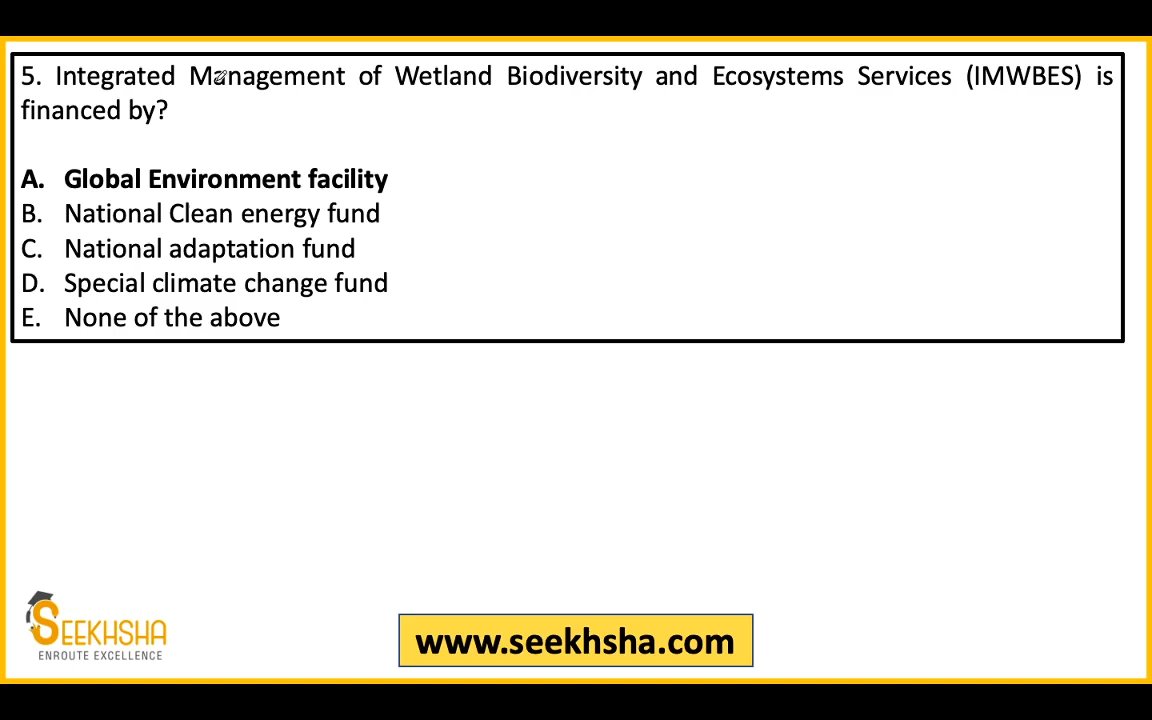 5. Integrated Management of Wetland Biodiversity and Ecosystems Services (IMWBES) is
financed by?
A. Global Environment facility
B. National Clean energy fund
C. National adaptation fund
D. Special climate change fund
E. None of the above
SEEKHSHA
ENROUTE EXCELLENCE
www.seekhsha.com